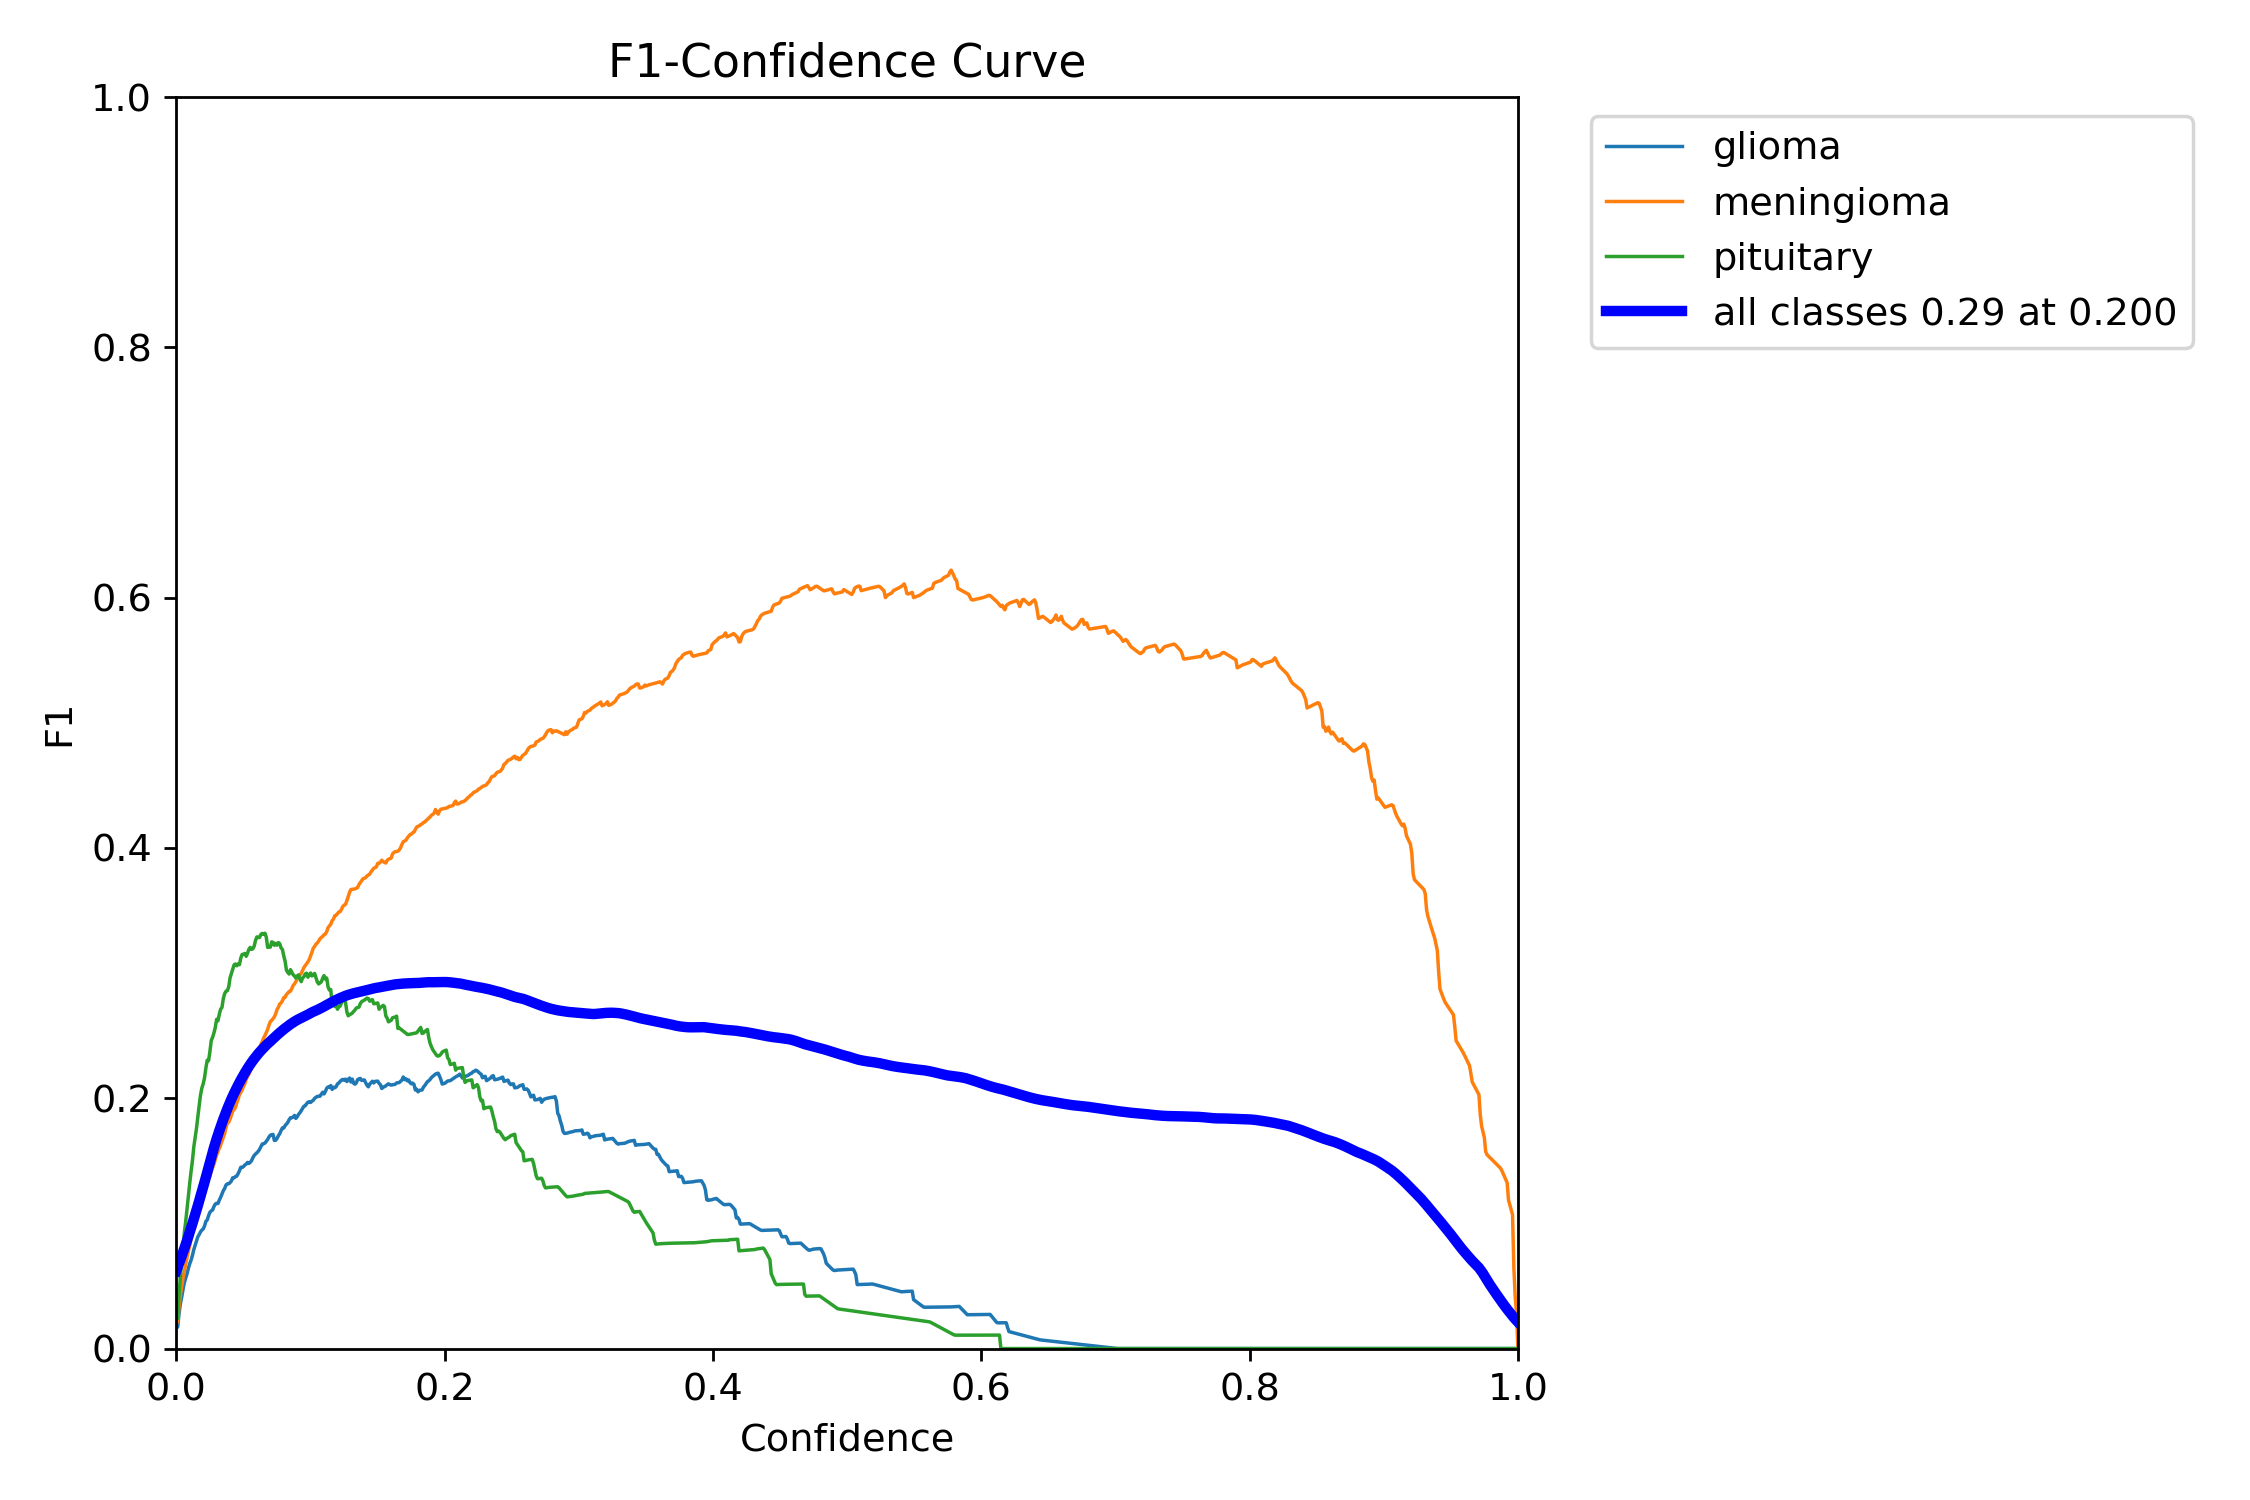 F1-Confidence Curve
1.0
0.8
0.6
0.4
0.2
0.0
F1
0.0 0.2 0.4 0.6 0.8 1.0
Confidence
glioma
meningioma
pituitary
all classes 0.29 at 0.200